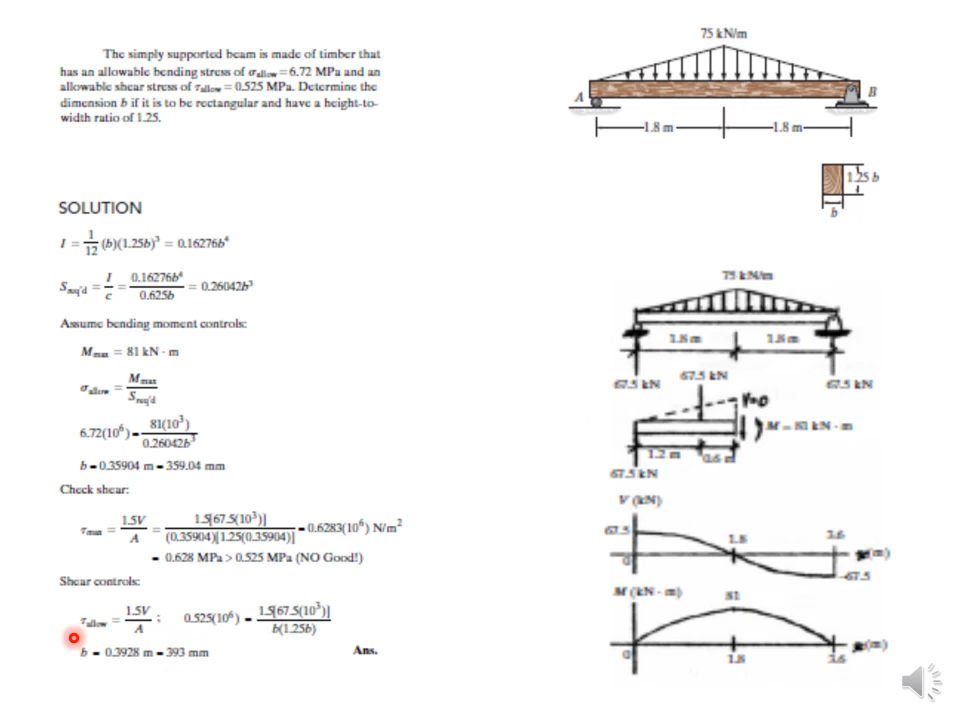 The simply supported beam is made of timber that
has an allowable bending stress of σallow = 6.72 MPa and an
allowable shear stress of τallow = 0.525 MPa. Determine the
dimension b if it is to be rectangular and have a height-to-
width ratio of 1.25.
75 kN/m
A
B
1.8 m
1.8 m
1.25 b
b
SOLUTION
I = 1/12 (b)(1.25b)³ = 0.16276b⁴
Sreq'd = I/c = 0.16276b⁴/0.625b = 0.26042b³
Assume bending moment controls:
Mmax = 81 kN · m
σallow = Mmax/Sreq'd
6.72(10⁶) = 81(10³)/0.26042b³
b = 0.35904 m = 359.04 mm
Check shear:
τmax = 1.5V/A = 1.5[67.5(10³)]/(0.35904)[1.25(0.35904)] = 0.6283(10⁶) N/m²
= 0.628 MPa > 0.525 MPa (NO Good!)
Shear controls:
τallow = 1.5V/A ; 0.525(10⁶) = 1.5[67.5(10³)]/b(1.25b)
b = 0.3928 m = 393 mm Ans.
75 kN/m
1.8 m
1.8 m
67.5 kN
67.5 kN
67.5 kN
V=0
M = 81 kN · m
1.2 m
0.6 m
67.5 kN
V (kN)
67.5
0
1.8
3.6
x(m)
-67.5
M (kN · m)
81
0
1.8
3.6
x(m)